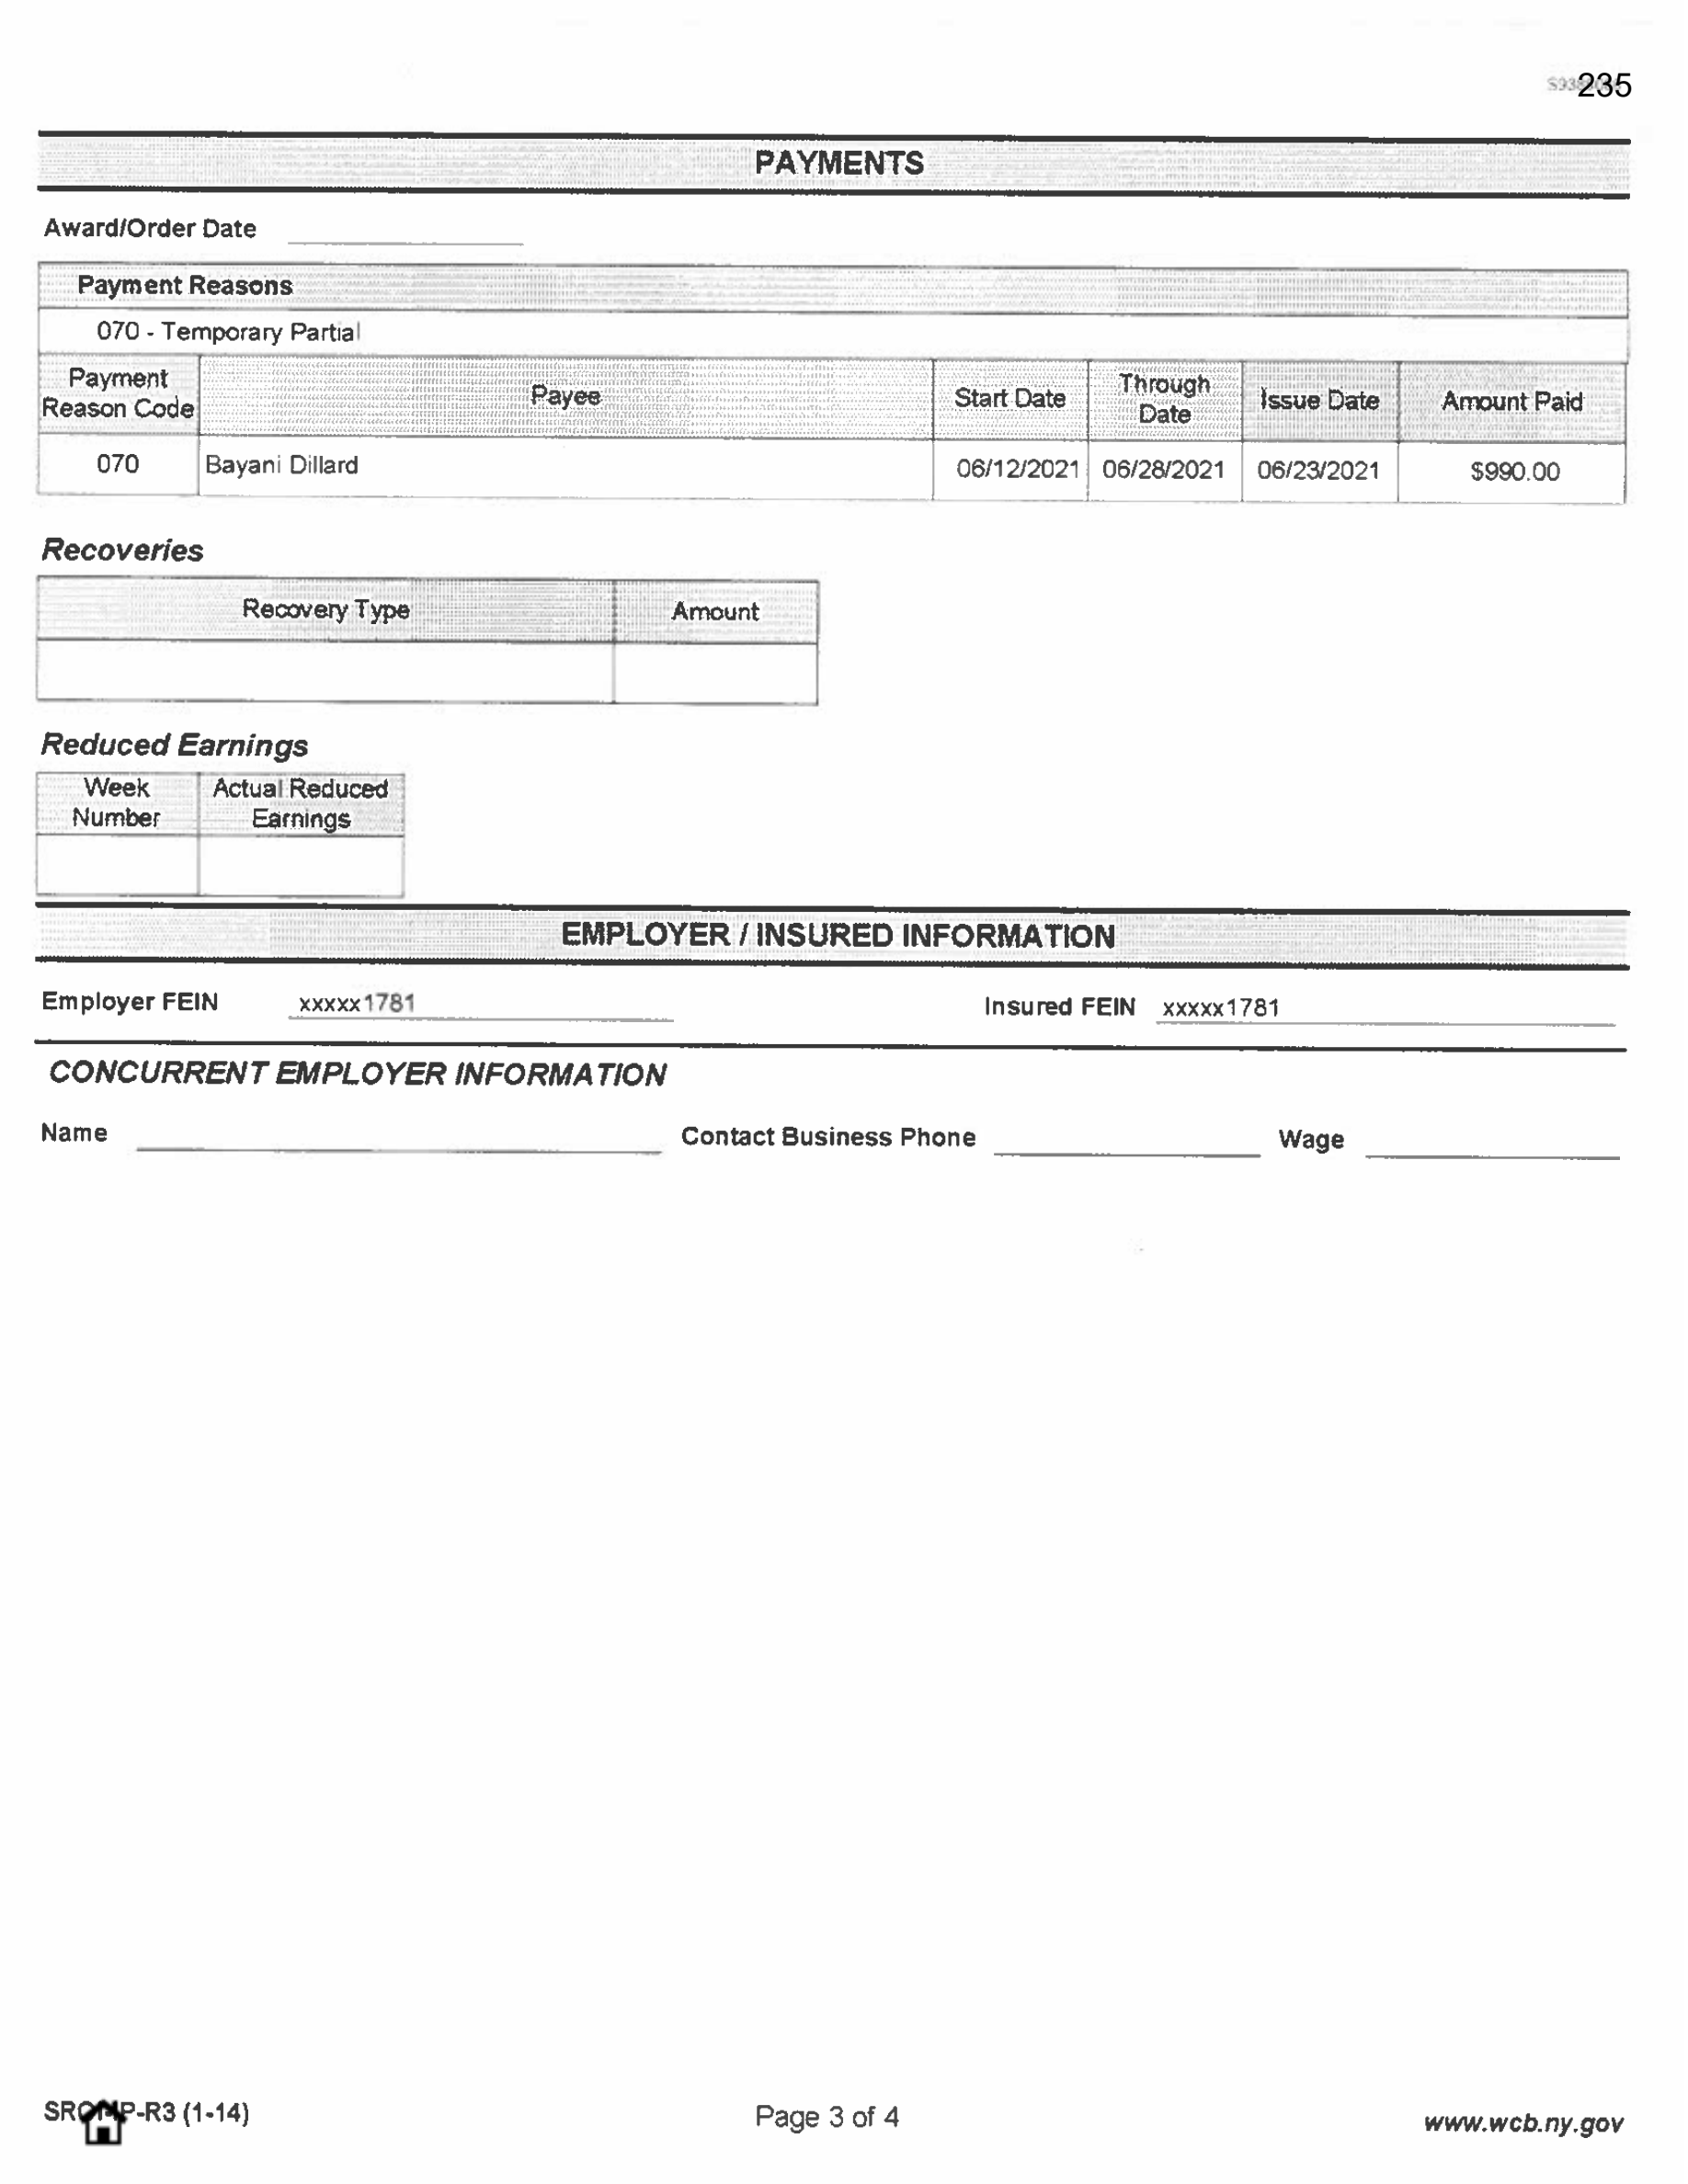 235
PAYMENTS
Award/Order Date
Payment Reasons
070 - Temporary Partial
Payment Reason Code Payee Start Date Through Date Issue Date Amount Paid
070 Bayani Dillard 06/12/2021 06/28/2021 06/23/2021 $990.00
Recoveries
Recovery Type Amount
Reduced Earnings
Week Number Actual Reduced Earnings
EMPLOYER / INSURED INFORMATION
Employer FEIN xxxxx1781 Insured FEIN xxxxx1781
CONCURRENT EMPLOYER INFORMATION
Name Contact Business Phone Wage
-R3 (1-14) Page 3 of 4 www.wcb.ny.gov